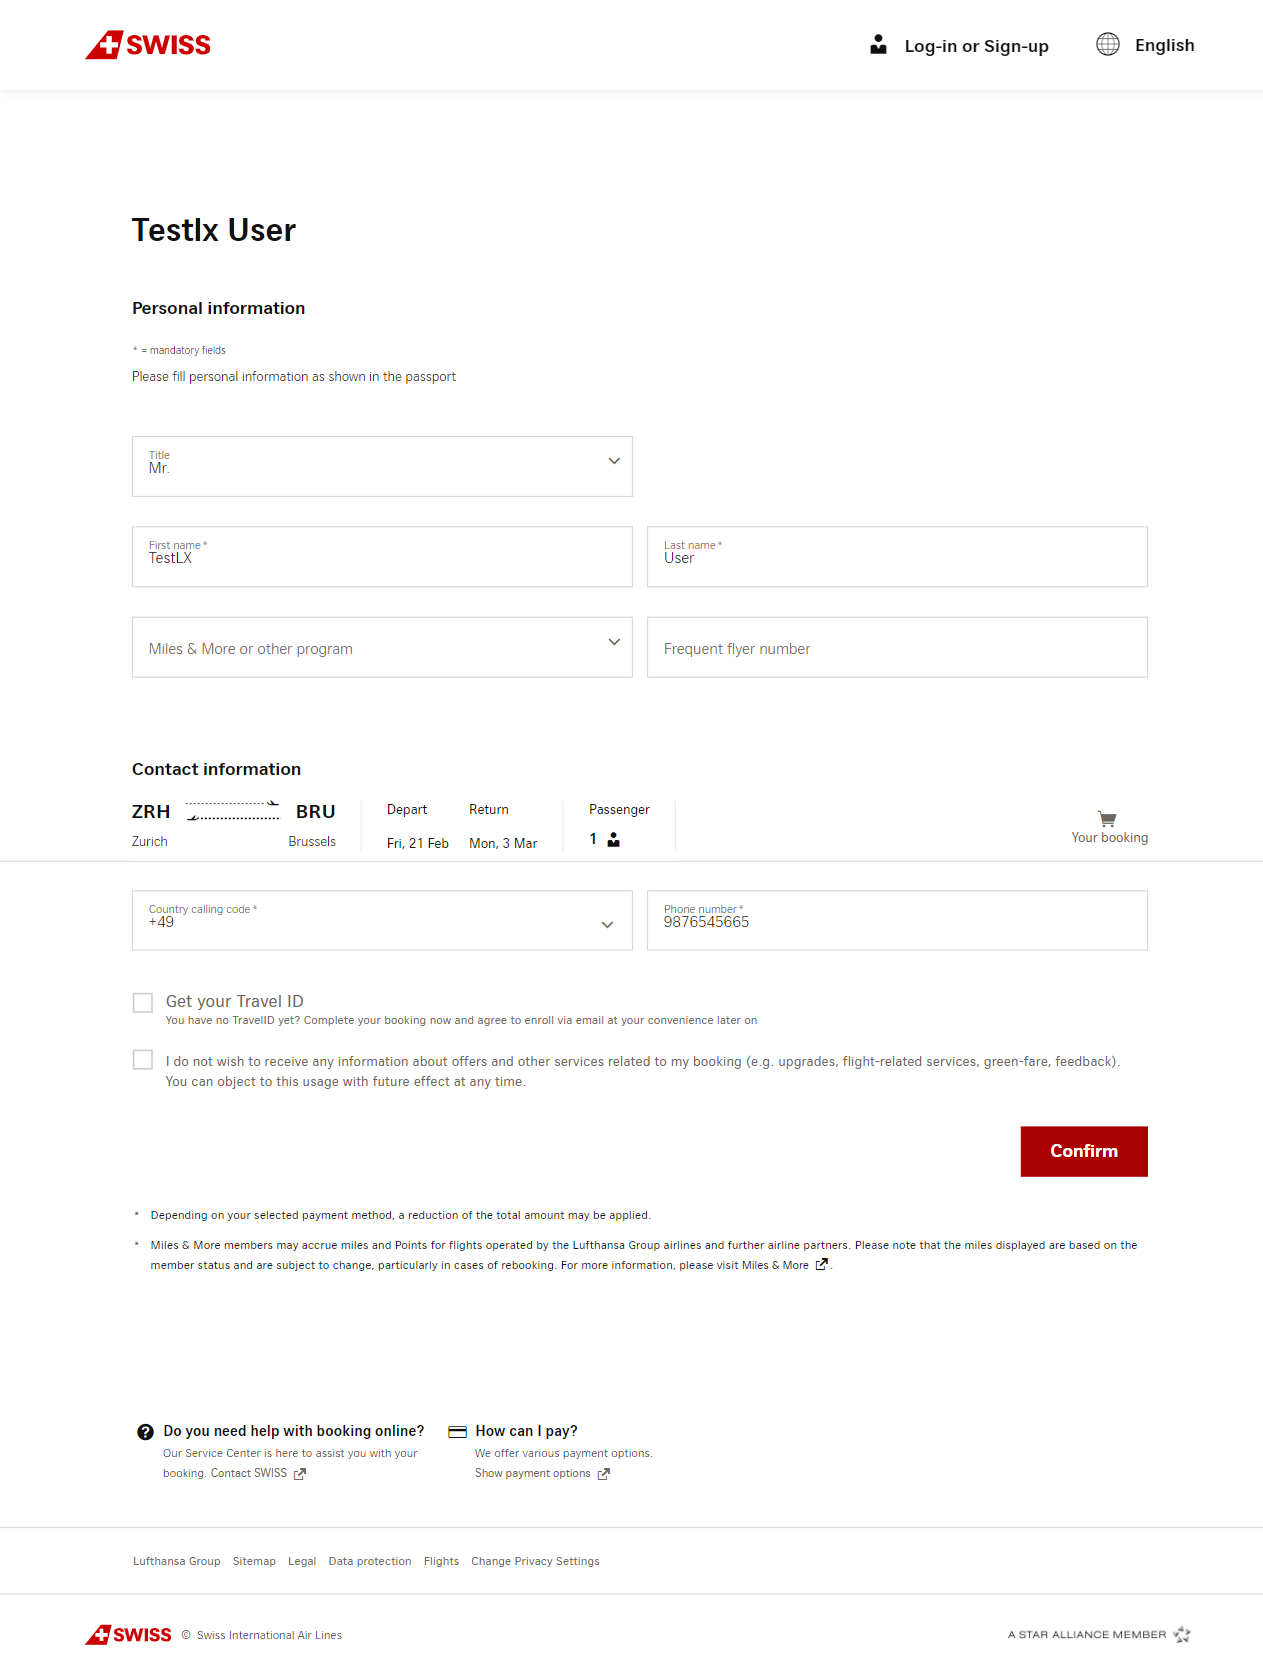 SWISS
Log-in or Sign-up
English
Testlx User
Personal information
* = mandatory fields
Please fill personal information as shown in the passport
Title
Mr.
First name *
TestLX
Last name *
User
Miles & More or other program
Frequent flyer number
Contact information
ZRH BRU
Zurich Brussels
Depart
Fri, 21 Feb
Return
Mon, 3 Mar
Passenger
1
Your booking
Country calling code *
+49
Phone number *
9876545665
Get your Travel ID
You have no TravelID yet? Complete your booking now and agree to enroll via email at your convenience later on
I do not wish to receive any information about offers and other services related to my booking (e.g. upgrades, flight-related services, green-fare, feedback).
You can object to this usage with future effect at any time.
Confirm
* Depending on your selected payment method, a reduction of the total amount may be applied.
* Miles & More members may accrue miles and Points for flights operated by the Lufthansa Group airlines and further airline partners. Please note that the miles displayed are based on the
member status and are subject to change, particularly in cases of rebooking. For more information, please visit Miles & More .
Do you need help with booking online?
Our Service Center is here to assist you with your
booking. Contact SWISS
How can I pay?
We offer various payment options.
Show payment options
Lufthansa Group Sitemap Legal Data protection Flights Change Privacy Settings
SWISS © Swiss International Air Lines
A STAR ALLIANCE MEMBER